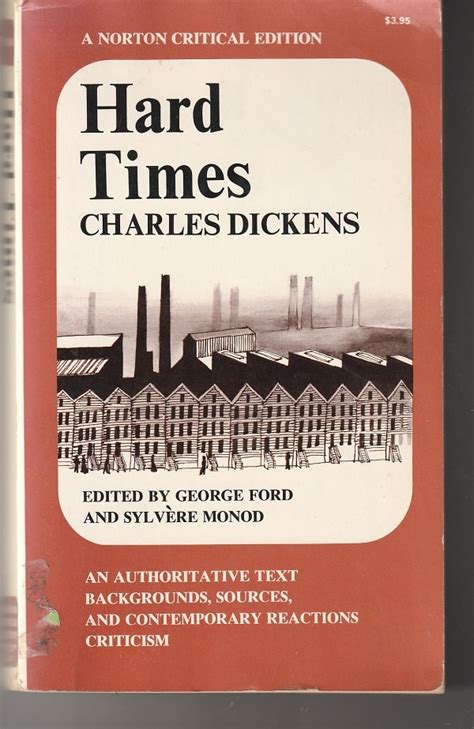 $3.95
A NORTON CRITICAL EDITION
Hard
Times
CHARLES DICKENS
EDITED BY GEORGE FORD
AND SYLVÈRE MONOD
AN AUTHORITATIVE TEXT
BACKGROUNDS, SOURCES,
AND CONTEMPORARY REACTIONS
CRITICISM